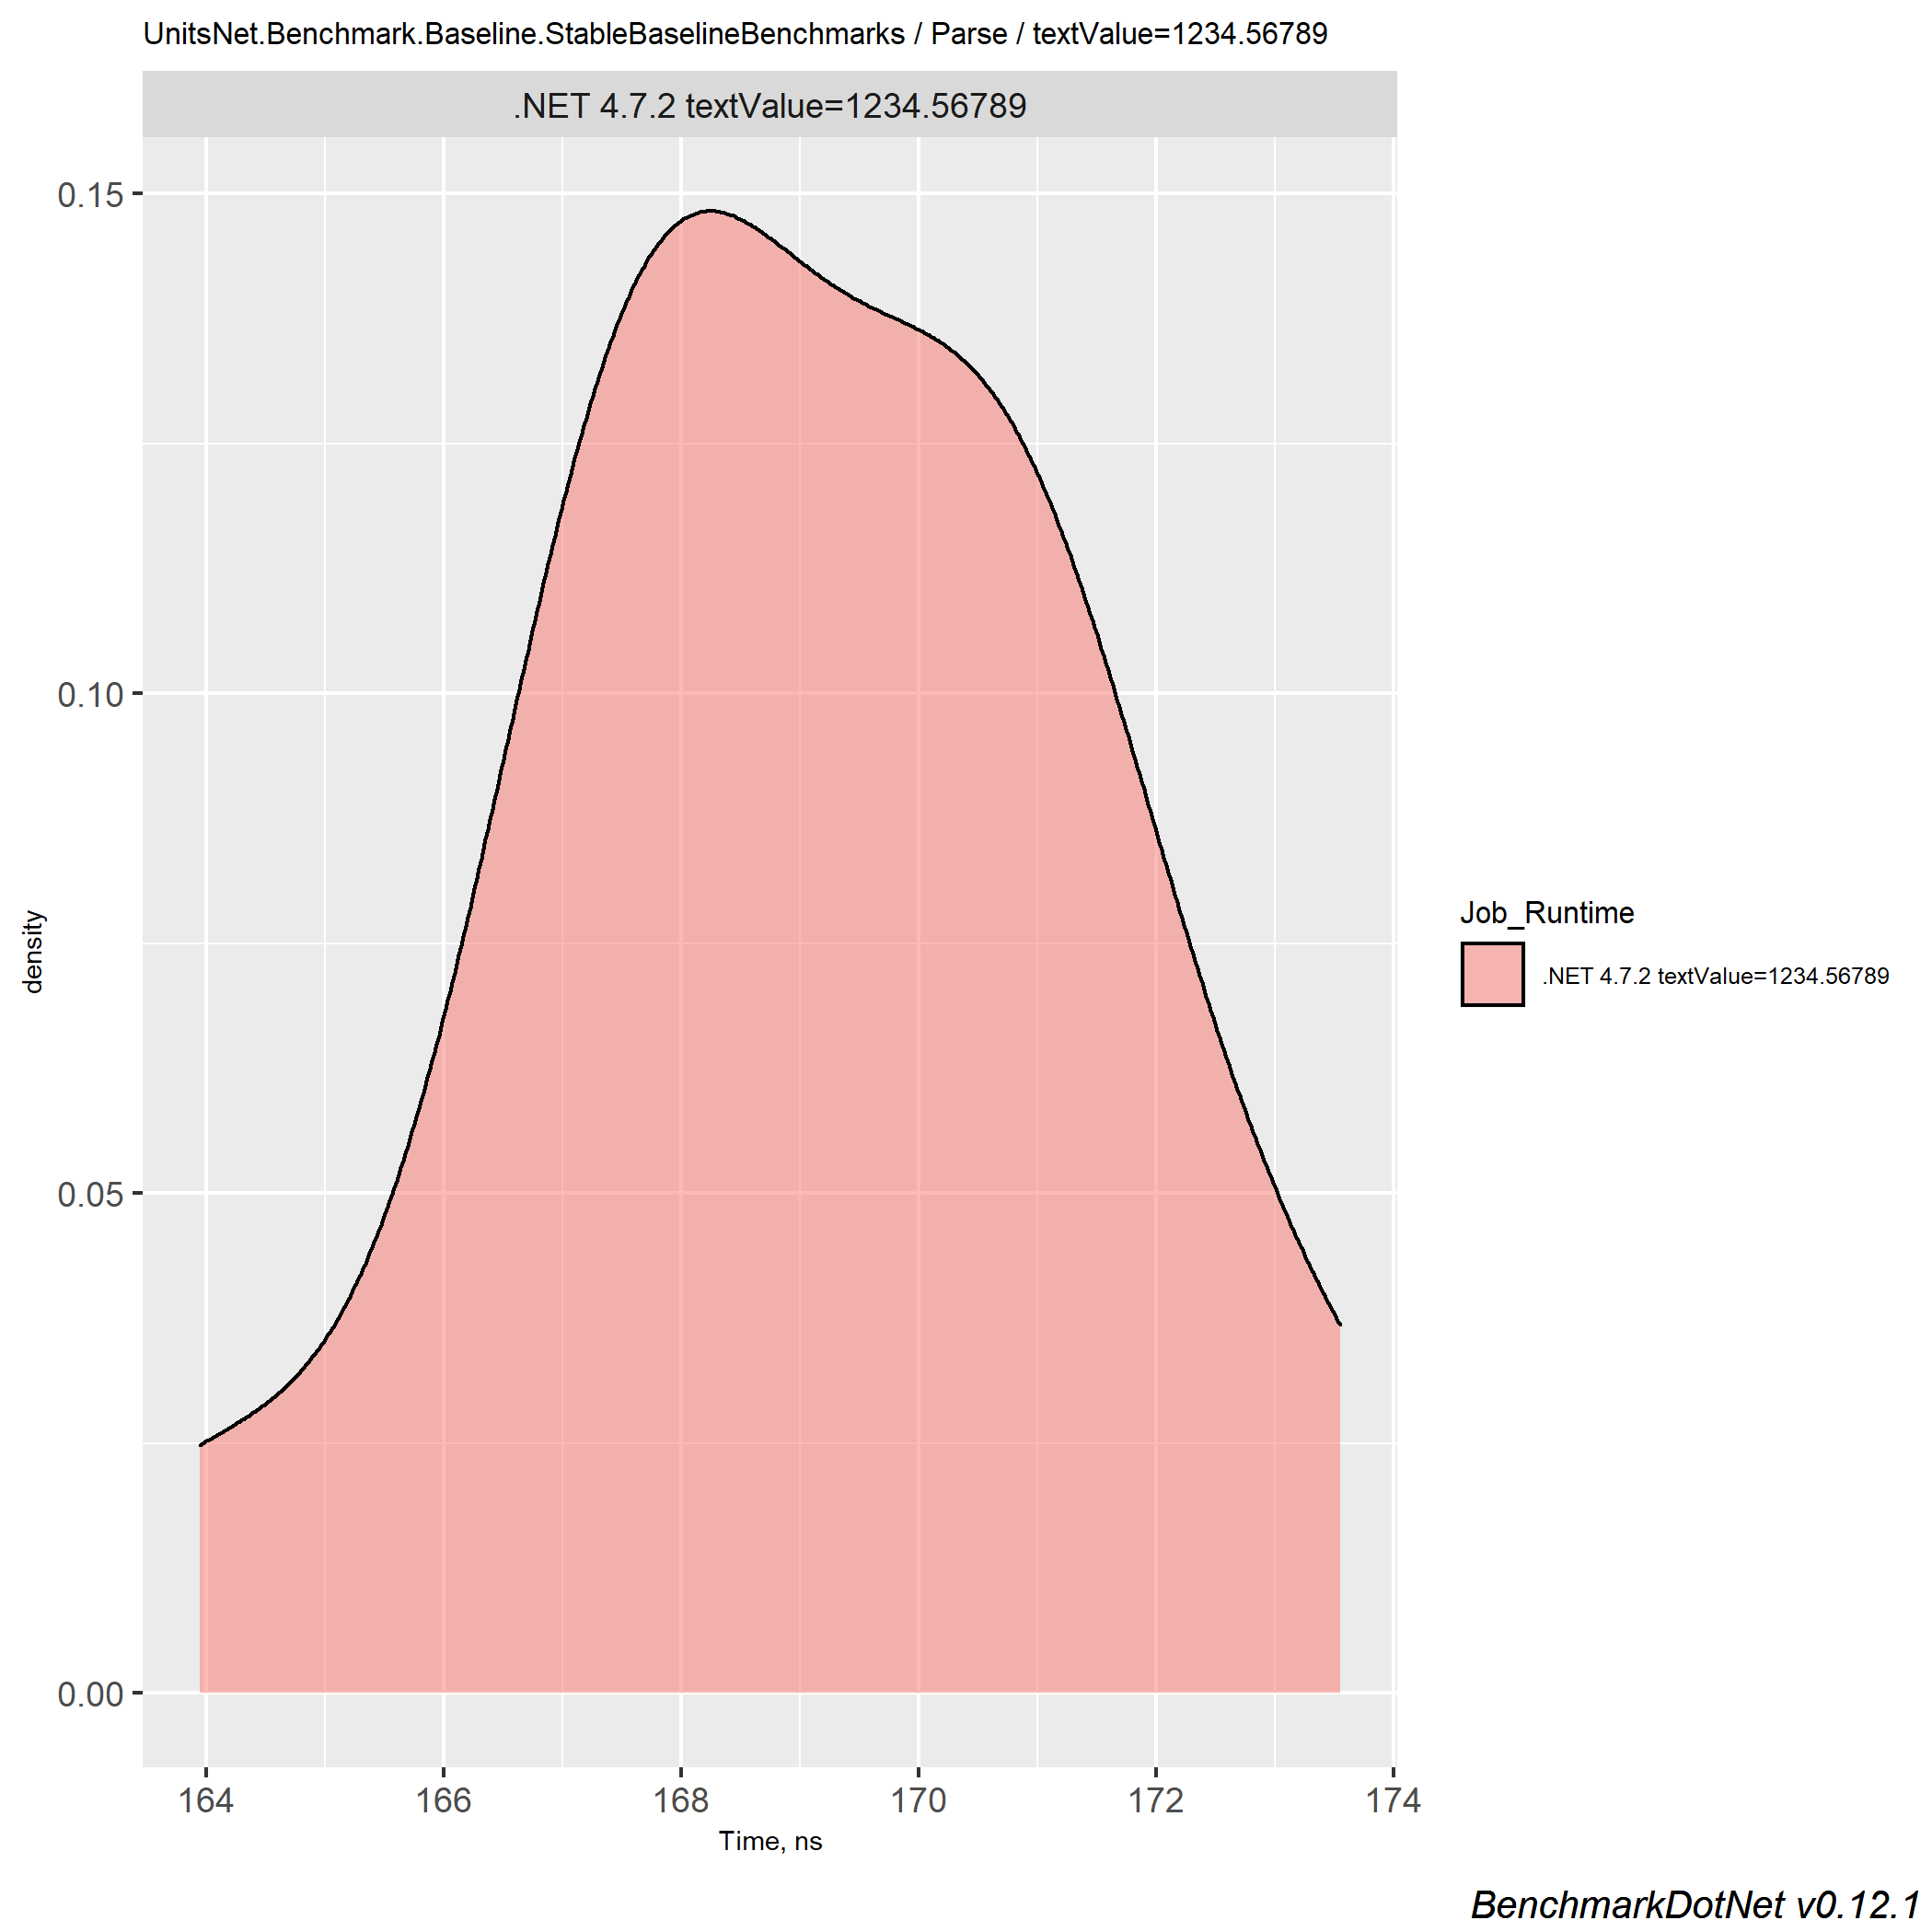 UnitsNet.Benchmark.Baseline.StableBaselineBenchmarks / Parse / textValue=1234.56789
.NET 4.7.2 textValue=1234.56789
0.15
0.10
0.05
0.00
density
164 166 168 170 172 174
Time, ns
Job_Runtime
.NET 4.7.2 textValue=1234.56789
BenchmarkDotNet v0.12.1